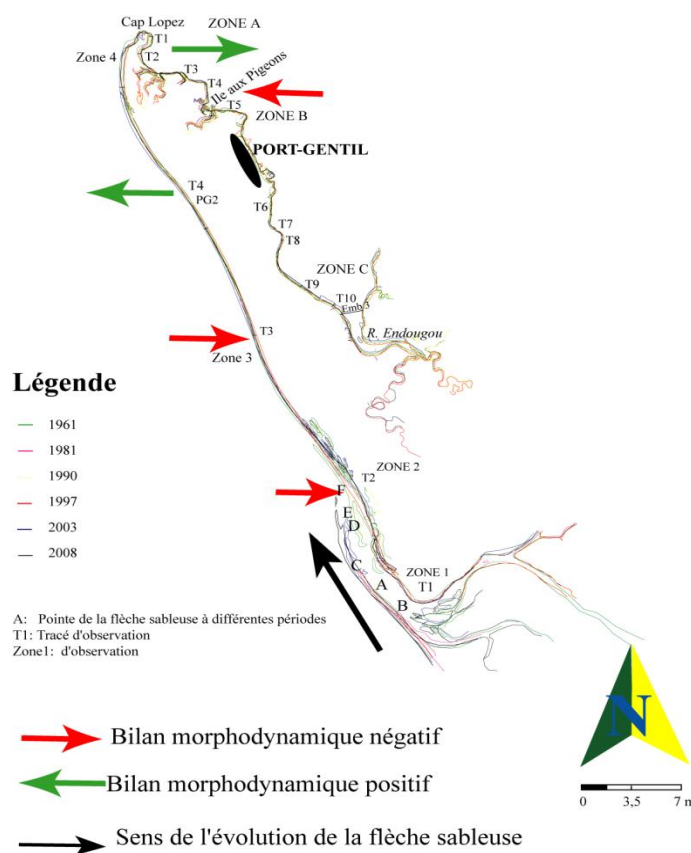 Cap Lopez
ZONE A
T1
Zone 4
T2
T3
T4
Ile aux Pigeons
T5
ZONE B
PORT-GENTIL
T4
PG2
T6
T7
T8
ZONE C
T9
T10
Emb 3
R. Endougou
T3
Zone 3
Légende
1961
1981
1990
1997
2003
2008
ZONE 2
T2
F
E
D
C
A
B
ZONE 1
T1
A: Pointe de la flèche sableuse à différentes périodes
T1: Tracé d'observation
Zone1: d'observation
N
Bilan morphodynamique négatif
Bilan morphodynamique positif
0 3,5 7 m
Sens de l'évolution de la flèche sableuse